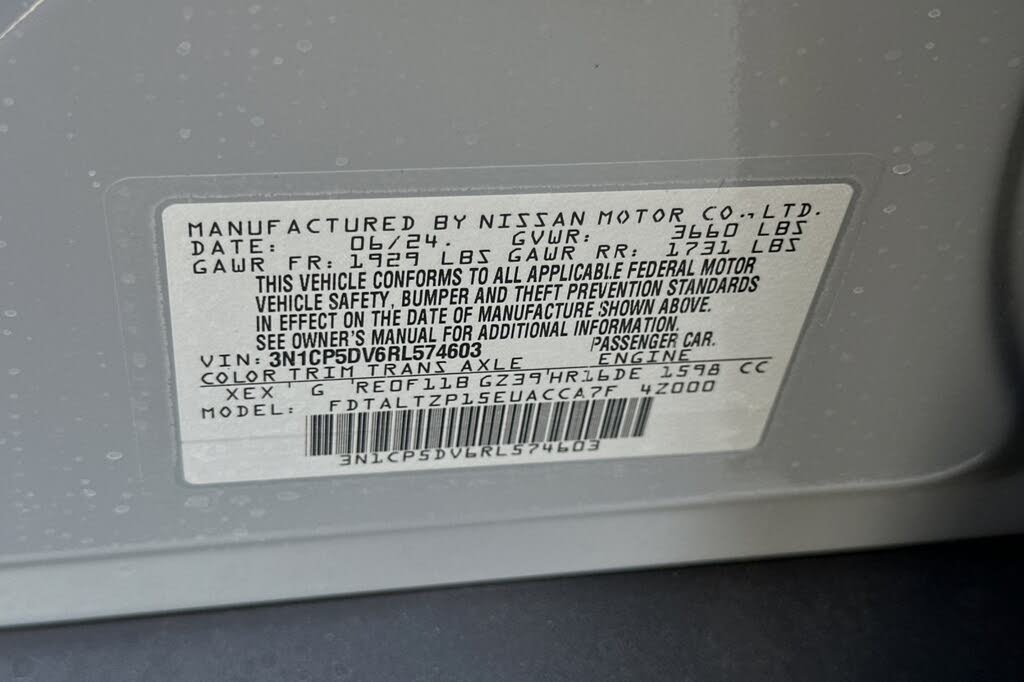 MANUFACTURED BY NISSAN MOTOR CO.,LTD.
DATE: 06/24. GVWR: 3660 LBS
GAWR FR: 1929 LBS GAWR RR: 1731 LBS
THIS VEHICLE CONFORMS TO ALL APPLICABLE FEDERAL MOTOR
VEHICLE SAFETY, BUMPER AND THEFT PREVENTION STANDARDS
IN EFFECT ON THE DATE OF MANUFACTURE SHOWN ABOVE.
SEE OWNER'S MANUAL FOR ADDITIONAL INFORMATION.
VIN: 3N1CP5DV6RL574603 PASSENGER CAR.
COLOR TRIM TRANS AXLE ENGINE
XEX G RE0F11B GZ39 HR16DE 1598 CC
MODEL: FDTALTZP15EUACCA7F 4Z000
3N1CP5DV6RL574603